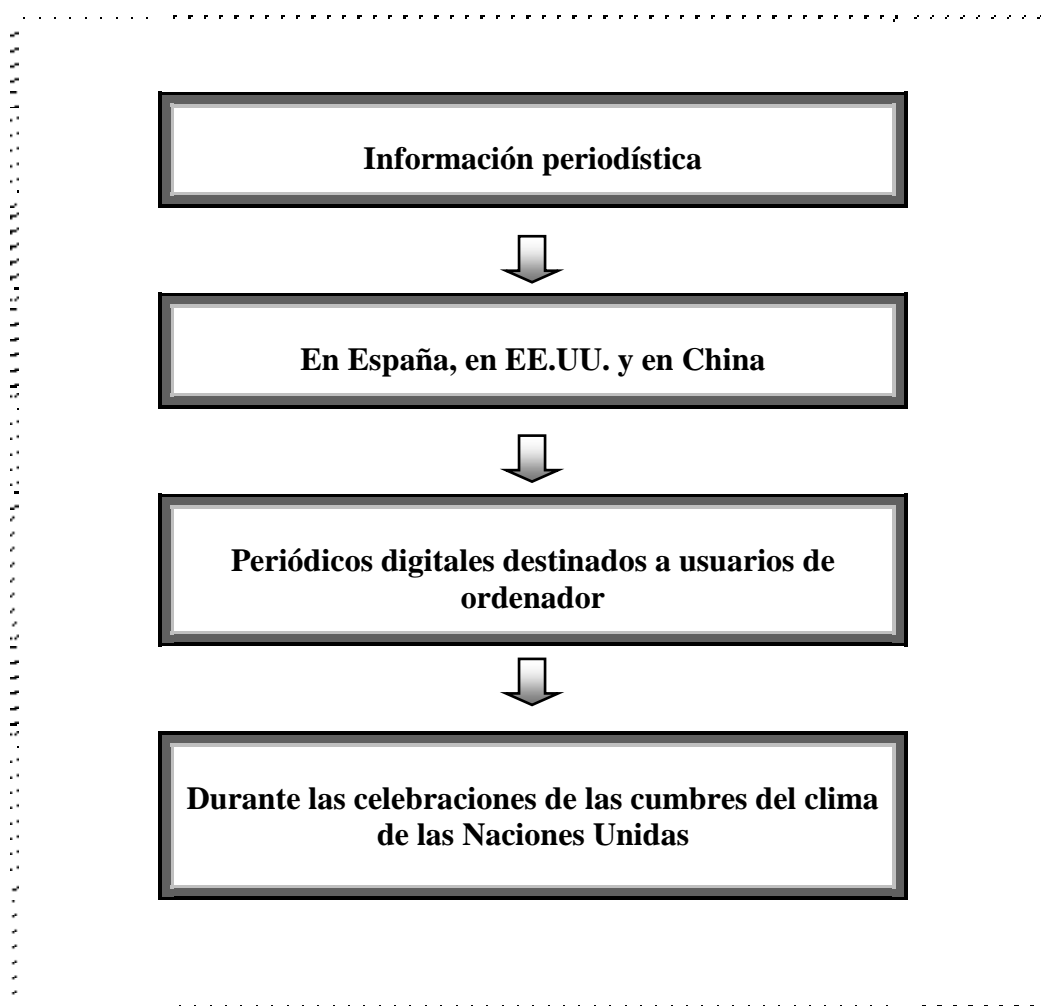 Información periodística
En España, en EE.UU. y en China
Periódicos digitales destinados a usuarios de
ordenador
Durante las celebraciones de las cumbres del clima
de las Naciones Unidas